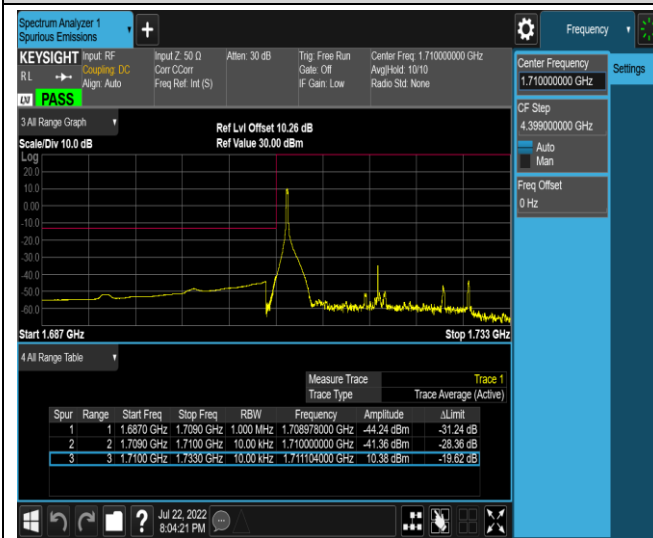 Spectrum Analyzer 1
Spurious Emissions
+
Frequency
KEYSIGHT Input: RF Input Z: 50 Ω Atten: 30 dB Trig: Free Run Center Freq: 1.710000000 GHz
RL Coupling: DC Corr CCorr Gate: Off Avg|Hold: 10/10
Align: Auto Freq Ref: Int (S) IF Gain: Low Radio Std: None
LXI PASS
Center Frequency
1.710000000 GHz
Settings
CF Step
4.399000000 GHz
Auto
Man
Freq Offset
0 Hz
3 All Range Graph
Ref Lvl Offset 10.26 dB
Scale/Div 10.0 dB Ref Value 30.00 dBm
Log
20.0
10.0
0.00
-10.0
-20.0
-30.0
-40.0
-50.0
-60.0
Start 1.687 GHz Stop 1.733 GHz
4 All Range Table
Measure Trace Trace 1
Trace Type Trace Average (Active)
Spur Range Start Freq Stop Freq RBW Frequency Amplitude ΔLimit
1 1 1.6870 GHz 1.7090 GHz 1.000 MHz 1.708978000 GHz -44.24 dBm -31.24 dB
2 2 1.7090 GHz 1.7100 GHz 10.00 kHz 1.710000000 GHz -41.36 dBm -28.36 dB
3 3 1.7100 GHz 1.7330 GHz 10.00 kHz 1.711104000 GHz 10.38 dBm -19.62 dB
? Jul 22, 2022
8:04:21 PM